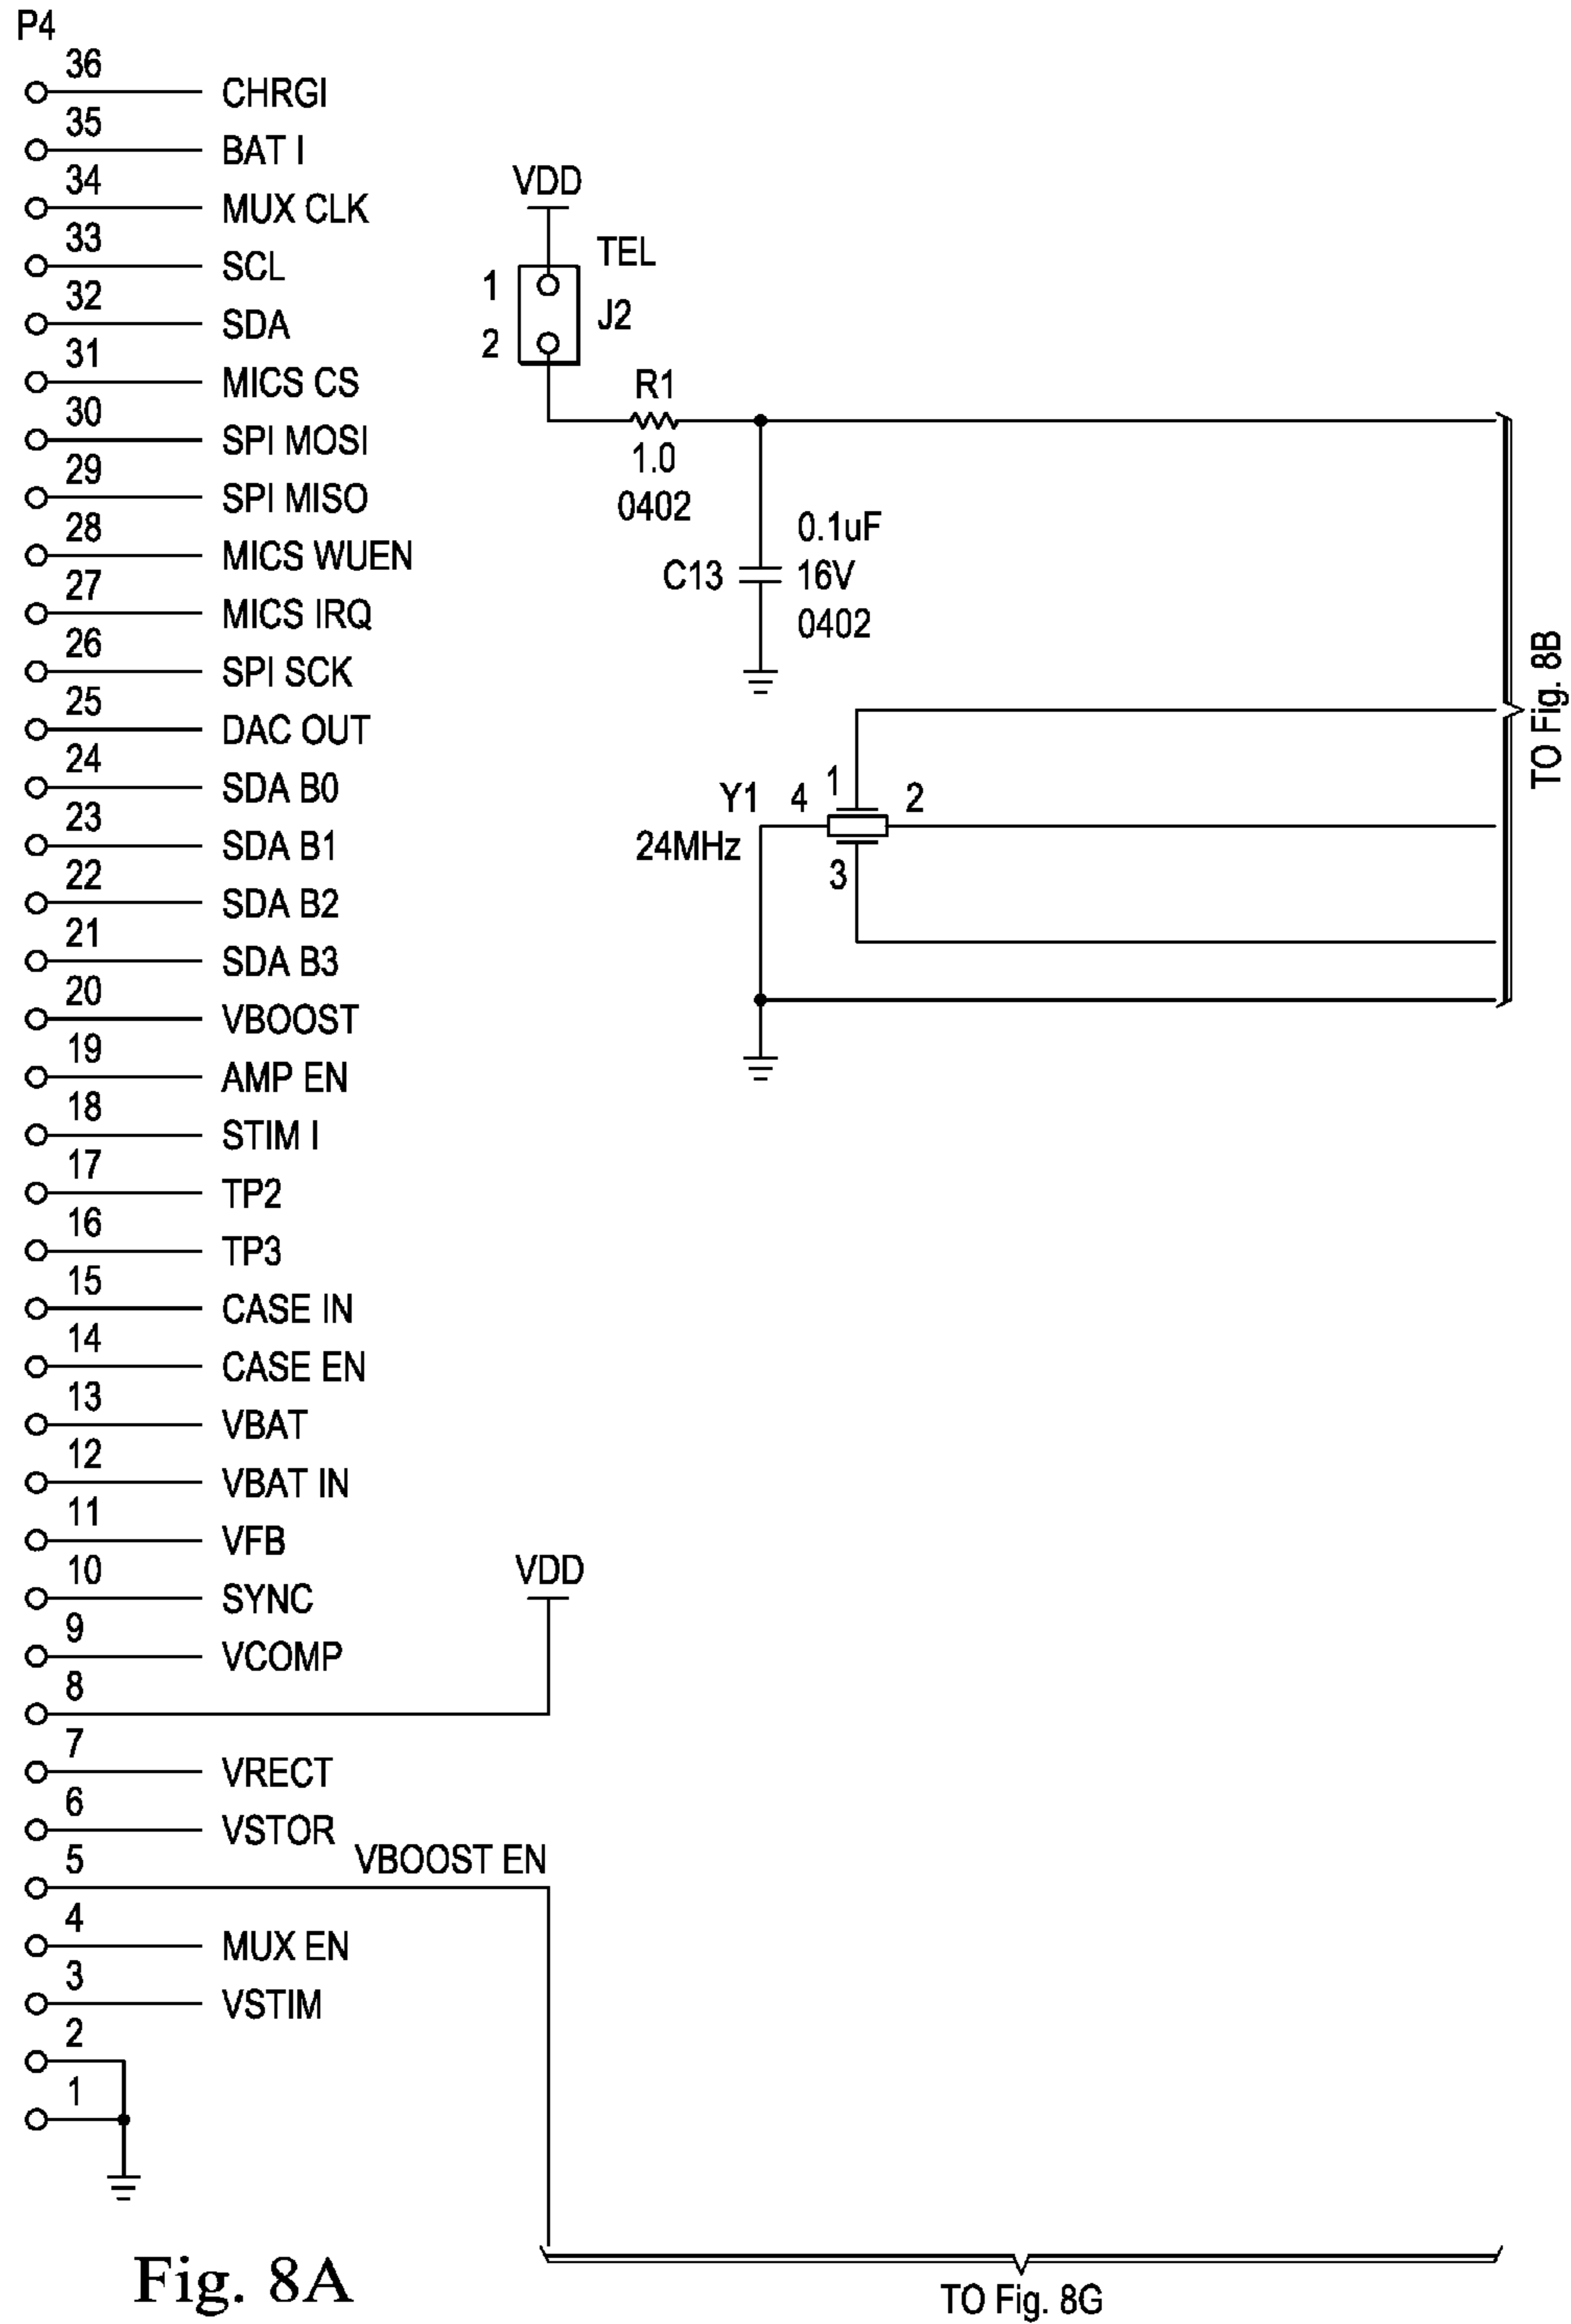 P4
36 CHRGI
35 BAT I
34 MUX CLK
33 SCL
32 SDA
31 MICS CS
30 SPI MOSI
29 SPI MISO
28 MICS WUEN
27 MICS IRQ
26 SPI SCK
25 DAC OUT
24 SDA B0
23 SDA B1
22 SDA B2
21 SDA B3
20 VBOOST
19 AMP EN
18 STIM I
17 TP2
16 TP3
15 CASE IN
14 CASE EN
13 VBAT
12 VBAT IN
11 VFB
10 SYNC
9 VCOMP
8
VDD
7 VRECT
6 VSTOR
5 VBOOST EN
4 MUX EN
3 VSTIM
2
1
VDD
TEL
J2
1
2
R1
1.0
0402
C13
0.1uF
16V
0402
Y1
24MHz
4
1
2
3
TO Fig. 8B
TO Fig. 8G
Fig. 8A